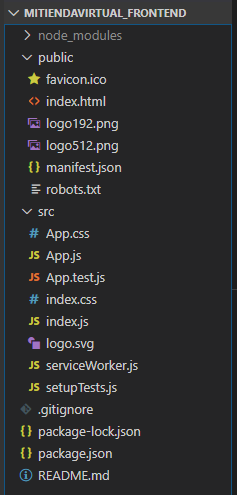 MITIENDAVIRTUAL_FRONTEND
node_modules
public
favicon.ico
index.html
logo192.png
logo512.png
manifest.json
robots.txt
src
App.css
App.js
App.test.js
index.css
index.js
logo.svg
serviceWorker.js
setupTests.js
.gitignore
package-lock.json
package.json
README.md